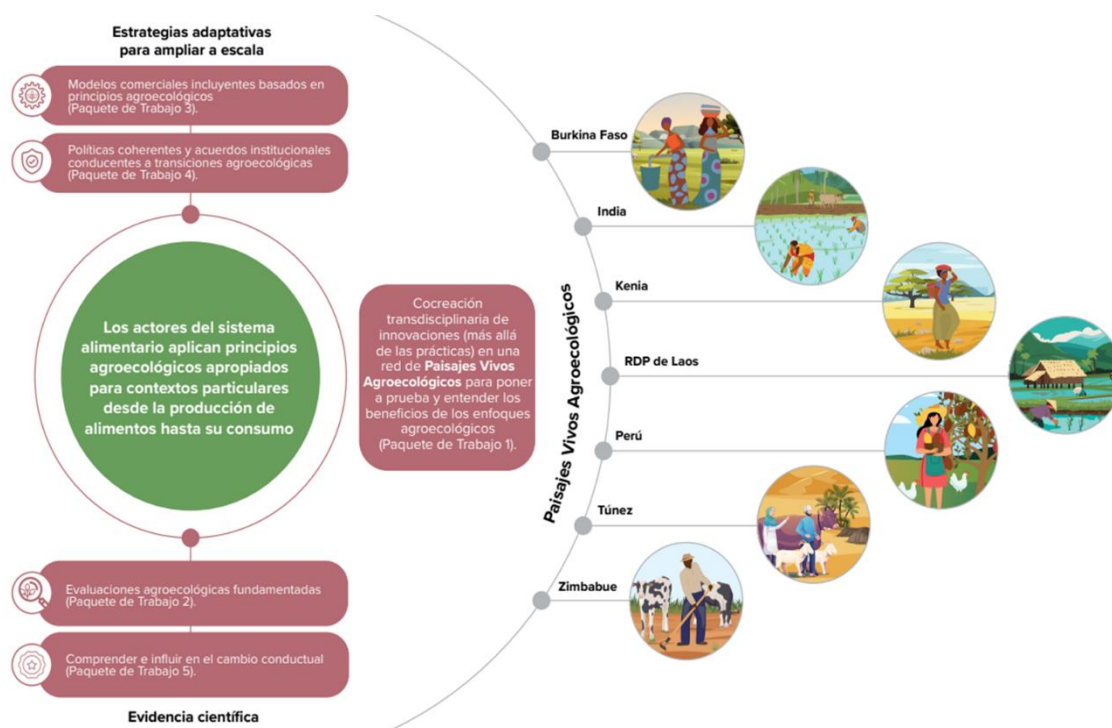 Estrategias adaptativas
para ampliar a escala
Modelos comerciales incluyentes basados en
principios agroecológicos
(Paquete de Trabajo 3).
Políticas coherentes y acuerdos institucionales
conducentes a transiciones agroecológicas
(Paquete de Trabajo 4).
Los actores del sistema
alimentario aplican principios
agroecológicos apropiados
para contextos particulares
desde la producción de
alimentos hasta su consumo
Evaluaciones agroecológicas fundamentadas
(Paquete de Trabajo 2).
Comprender e influir en el cambio conductual
(Paquete de Trabajo 5).
Evidencia científica
Cocreación
transdisciplinaria de
innovaciones (más allá
de las prácticas) en una
red de Paisajes Vivos
Agroecológicos para poner
a prueba y entender los
beneficios de los enfoques
agroecológicos
(Paquete de Trabajo 1).
Paisajes Vivos Agroecológicos
Burkina Faso
India
Kenia
RDP de Laos
Perú
Túnez
Zimbabue